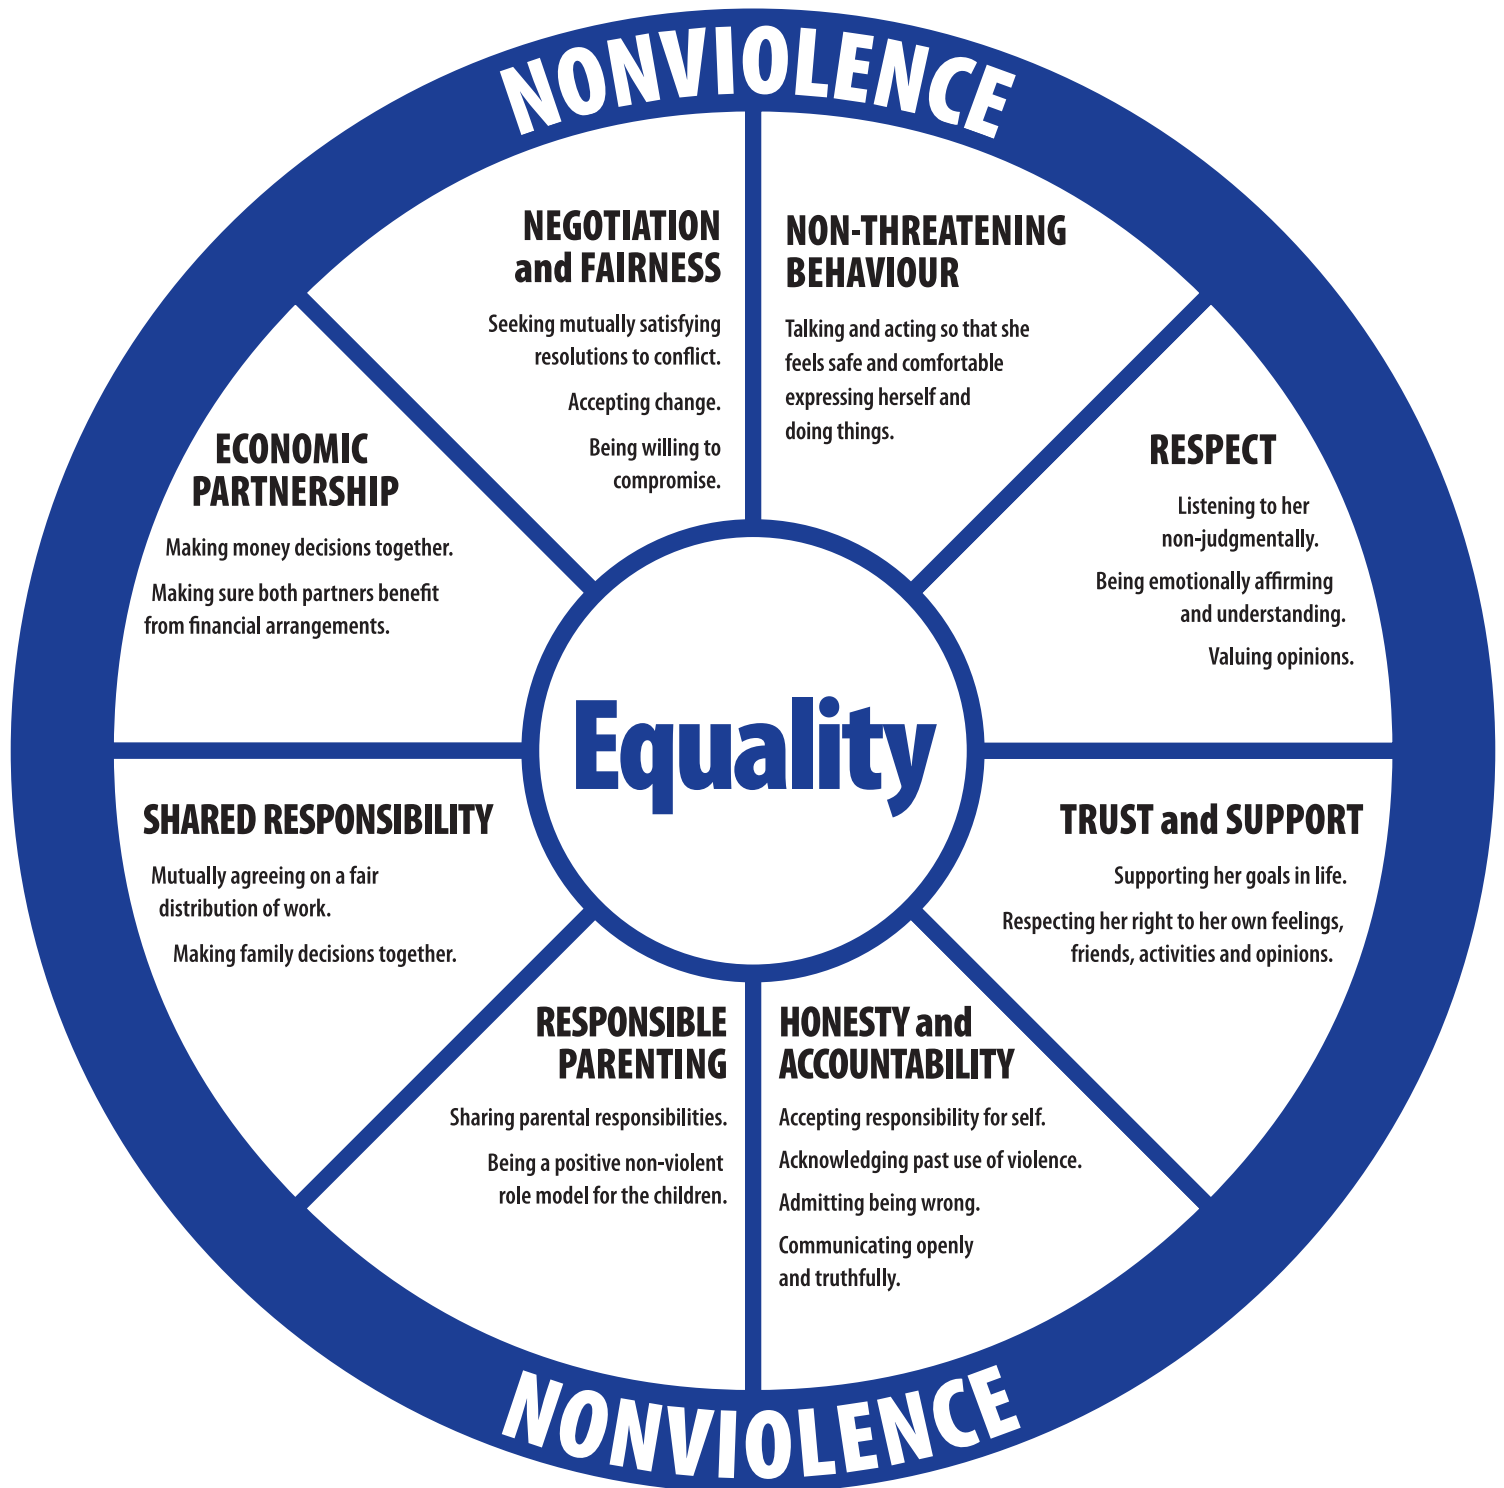 NONVIOLENCE
NEGOTIATION
and FAIRNESS
Seeking mutually satisfying
resolutions to conflict.
Accepting change.
Being willing to
compromise.
NON-THREATENING
BEHAVIOUR
Talking and acting so that she
feels safe and comfortable
expressing herself and
doing things.
ECONOMIC
PARTNERSHIP
Making money decisions together.
Making sure both partners benefit
from financial arrangements.
RESPECT
Listening to her
non-judgmentally.
Being emotionally affirming
and understanding.
Valuing opinions.
Equality
SHARED RESPONSIBILITY
Mutually agreeing on a fair
distribution of work.
Making family decisions together.
TRUST and SUPPORT
Supporting her goals in life.
Respecting her right to her own feelings,
friends, activities and opinions.
RESPONSIBLE
PARENTING
Sharing parental responsibilities.
Being a positive non-violent
role model for the children.
HONESTY and
ACCOUNTABILITY
Accepting responsibility for self.
Acknowledging past use of violence.
Admitting being wrong.
Communicating openly
and truthfully.
NONVIOLENCE